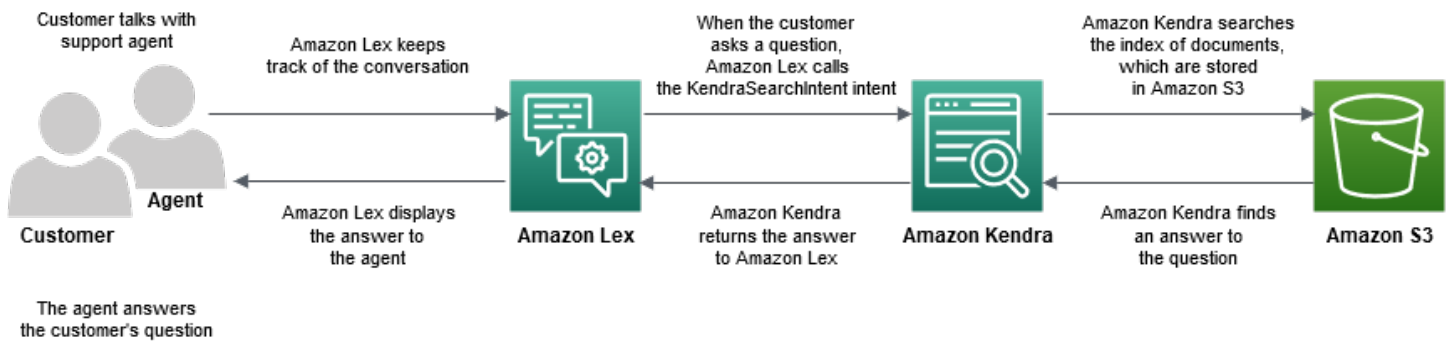 Customer talks with
support agent
Amazon Lex keeps
track of the conversation
When the customer
asks a question,
Amazon Lex calls
the KendraSearchIntent intent
Amazon Kendra searches
the index of documents,
which are stored
in Amazon S3
Agent
Customer
Amazon Lex displays
the answer to
the agent
Amazon Lex
Amazon Kendra
returns the answer
to Amazon Lex
Amazon Kendra
Amazon Kendra finds
an answer to
the question
Amazon S3
The agent answers
the customer's question